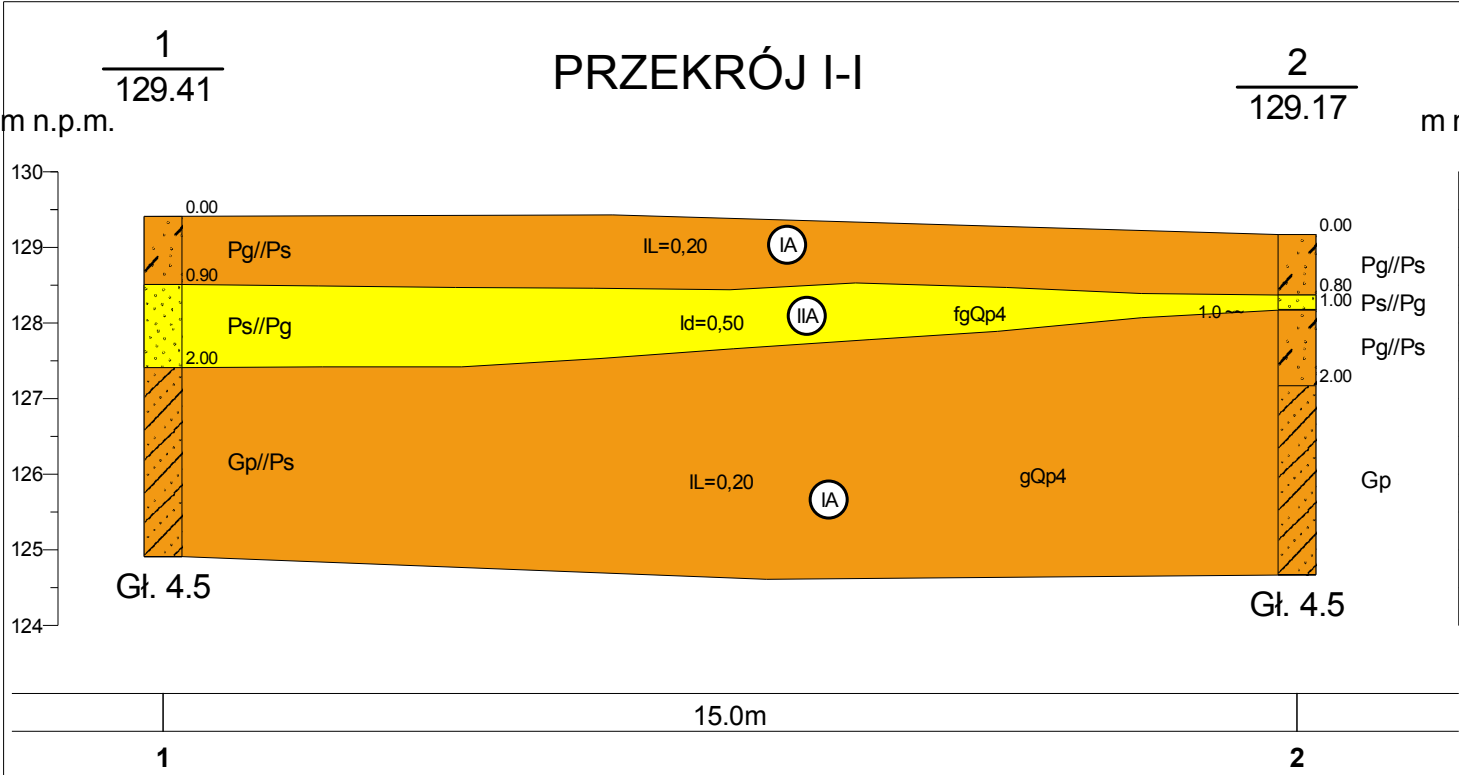 1
129.41
PRZEKRÓJ I-I
2
129.17
m n.p.m.
m
130
129
128
127
126
125
124
0.00
Pg//Ps
0.90
Ps//Pg
2.00
Gp//Ps
Gł. 4.5
IL=0,20
IA
Id=0,50
IIA
fgQp4
1.0 ~~
IL=0,20
IA
gQp4
0.00
Pg//Ps
0.80
1.00
Ps//Pg
Pg//Ps
2.00
Gp
Gł. 4.5
15.0m
1
2